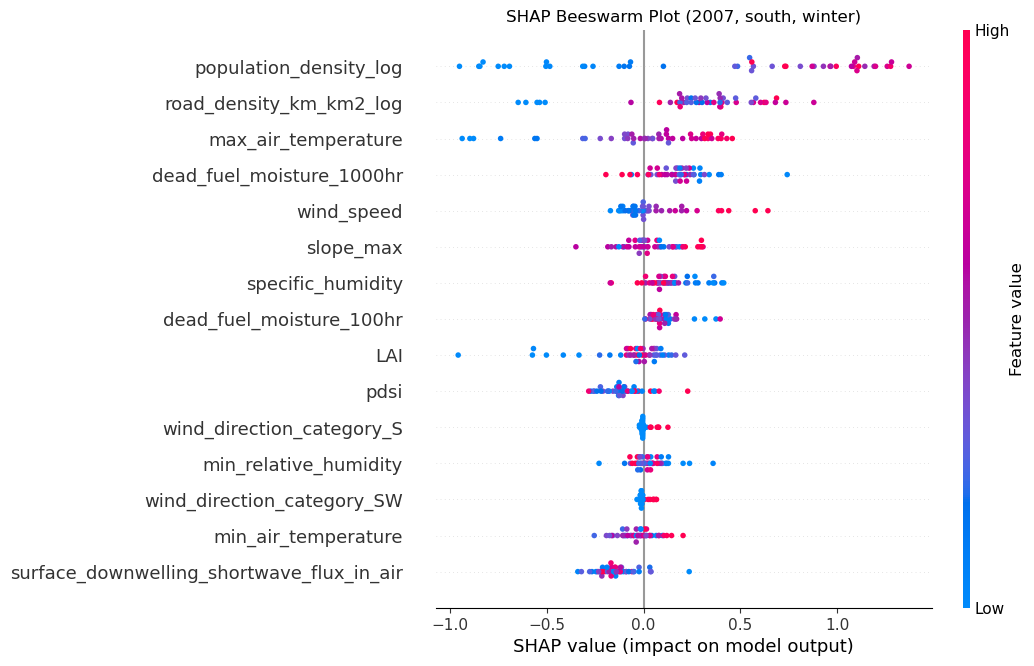 SHAP Beeswarm Plot (2007, south, winter)
High
population_density_log
road_density_km_km2_log
max_air_temperature
dead_fuel_moisture_1000hr
wind_speed
slope_max
specific_humidity
dead_fuel_moisture_100hr
LAI
pdsi
wind_direction_category_S
min_relative_humidity
wind_direction_category_SW
min_air_temperature
surface_downwelling_shortwave_flux_in_air
Feature value
Low
−1.0 −0.5 0.0 0.5 1.0
SHAP value (impact on model output)